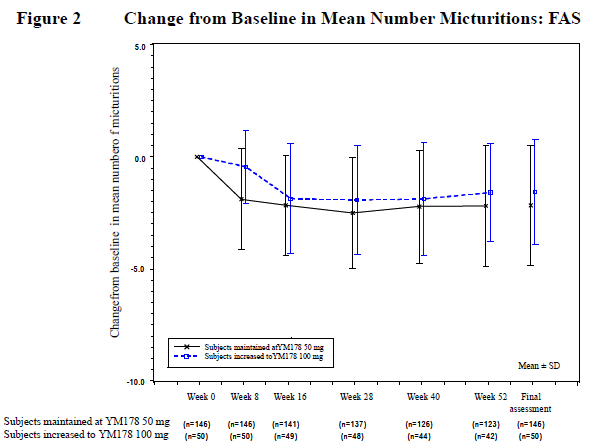 Figure 2 Change from Baseline in Mean Number Micturitions: FAS
Changefrom baseline in mean numbero f micturitions
5.0
0.0
-5.0
-10.0
Subjects maintained atYM178 50 mg
Subjects increased toYM178 100 mg
Mean ± SD
Week 0 Week 8 Week 16 Week 28 Week 40 Week 52 Final
assessment
Subjects maintained at YM178 50 mg (n=146) (n=146) (n=141) (n=137) (n=126) (n=123) (n=146)
Subjects increased to YM178 100 mg (n=50) (n=50) (n=49) (n=48) (n=44) (n=42) (n=50)